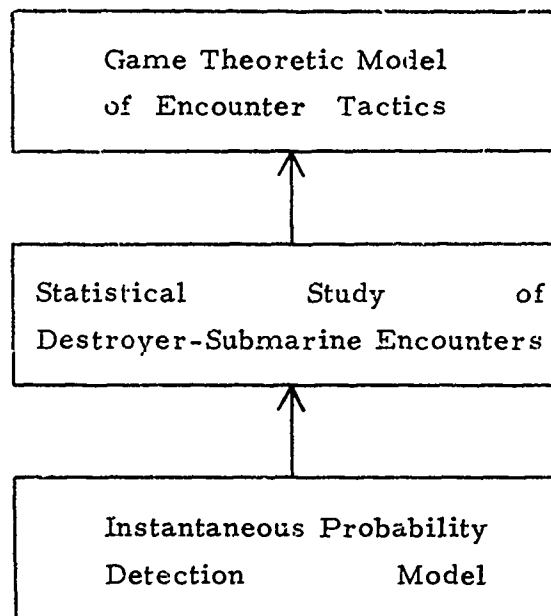 Game Theoretic Model
of Encounter Tactics
Statistical Study of
Destroyer-Submarine Encounters
Instantaneous Probability
Detection Model